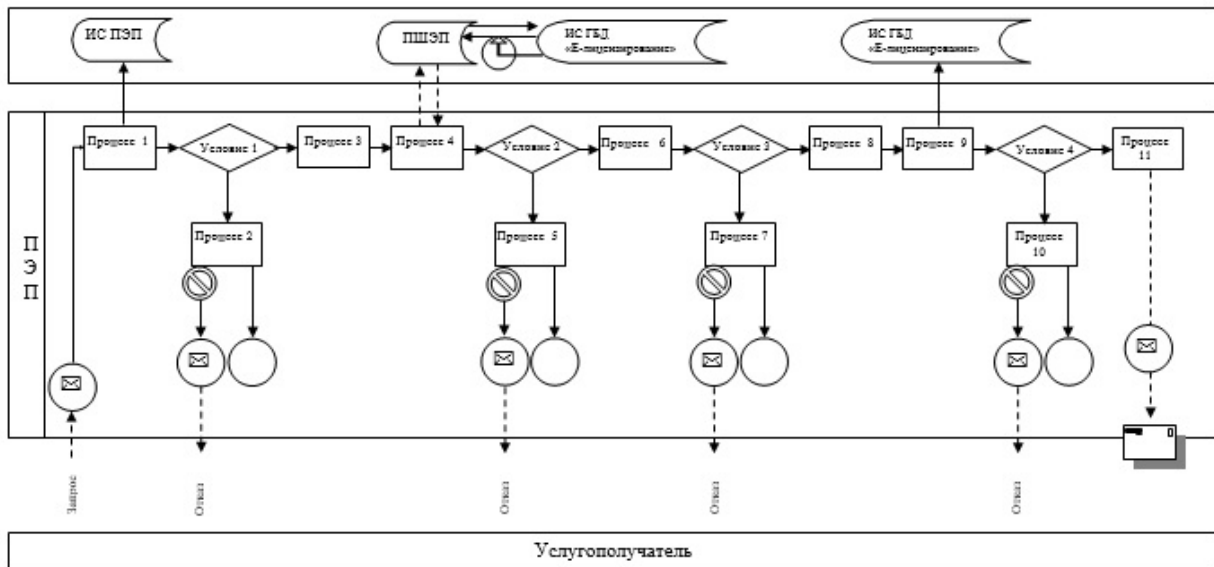 ИС ПЭП
ПШЭП
ИС ГБД
«Е-лицензирование»
ИС ГБД
«Е-лицензирование»
ПЭП
Процесс 1
Условие 1
Процесс 3
Процесс 4
Условие 2
Процесс 6
Условие 3
Процесс 8
Процесс 9
Условие 4
Процесс
11
Процесс 2
Процесс 5
Процесс 7
Процесс
10
Запрос
Отказ
Отказ
Отказ
Отказ
Услугополучатель